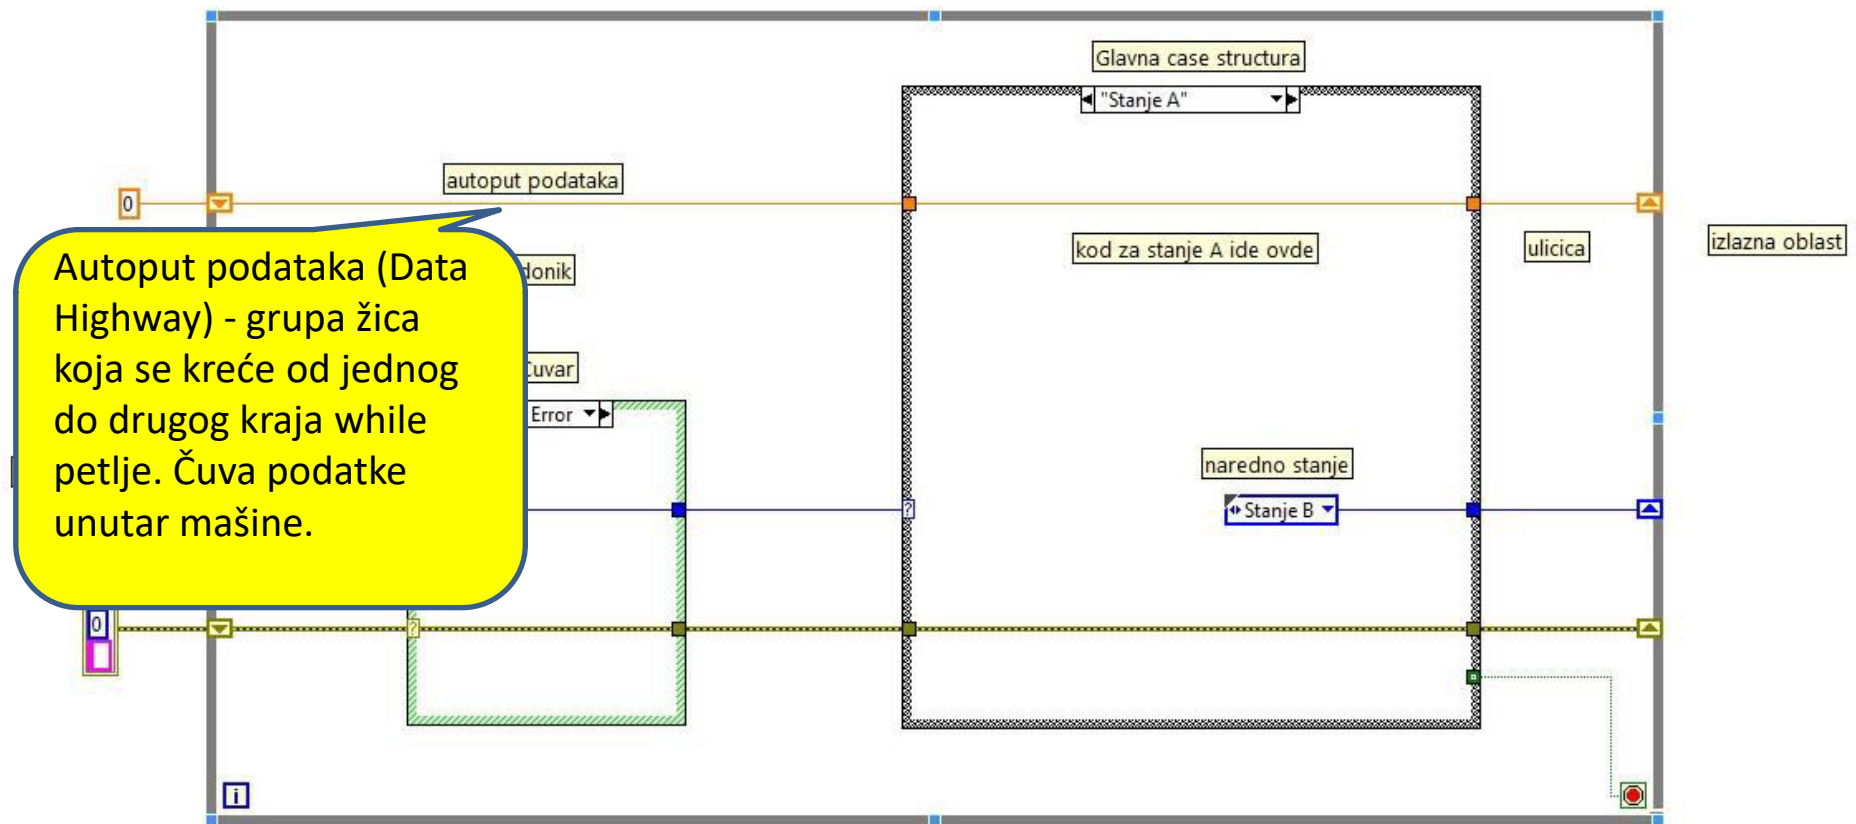 Glavna case structura
"Stanje A"
autoput podataka
0
Autoput podataka (Data
Highway) - grupa žica
koja se kreće od jednog
do drugog kraja while
petlje. Čuva podatke
unutar mašine.
kod za stanje A ide ovde
ulicica
izlazna oblast
Error
naredno stanje
?
Stanje B
0
?
i